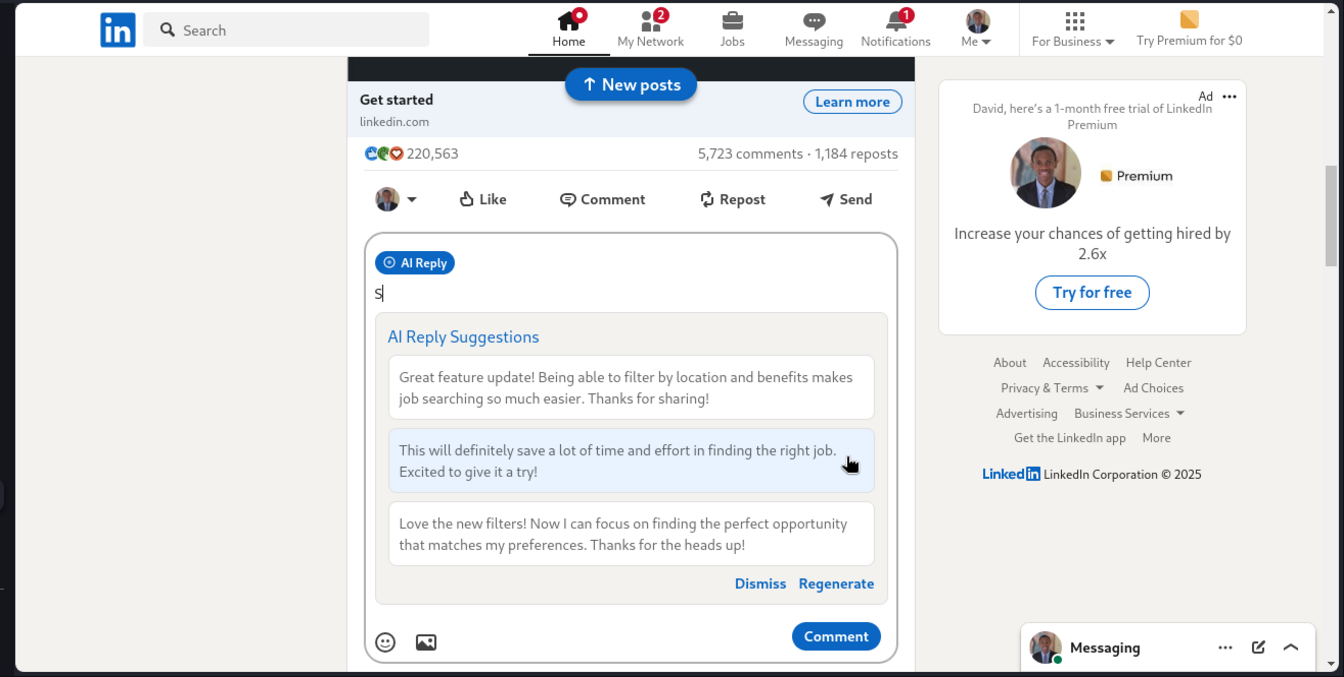 in
Search
Home
2
My Network
Jobs
Messaging
1
Notifications
Me
For Business
Try Premium for $0
↑ New posts
Get started
Learn more
linkedin.com
220,563
5,723 comments · 1,184 reposts
Like
Comment
Repost
Send
AI Reply
S
AI Reply Suggestions
Great feature update! Being able to filter by location and benefits makes
job searching so much easier. Thanks for sharing!
This will definitely save a lot of time and effort in finding the right job.
Excited to give it a try!
Love the new filters! Now I can focus on finding the perfect opportunity
that matches my preferences. Thanks for the heads up!
Dismiss
Regenerate
Comment
Ad
David, here's a 1-month free trial of LinkedIn
Premium
Premium
Increase your chances of getting hired by
2.6x
Try for free
About
Accessibility
Help Center
Privacy & Terms
Ad Choices
Advertising
Business Services
Get the LinkedIn app
More
Linkedin LinkedIn Corporation © 2025
Messaging